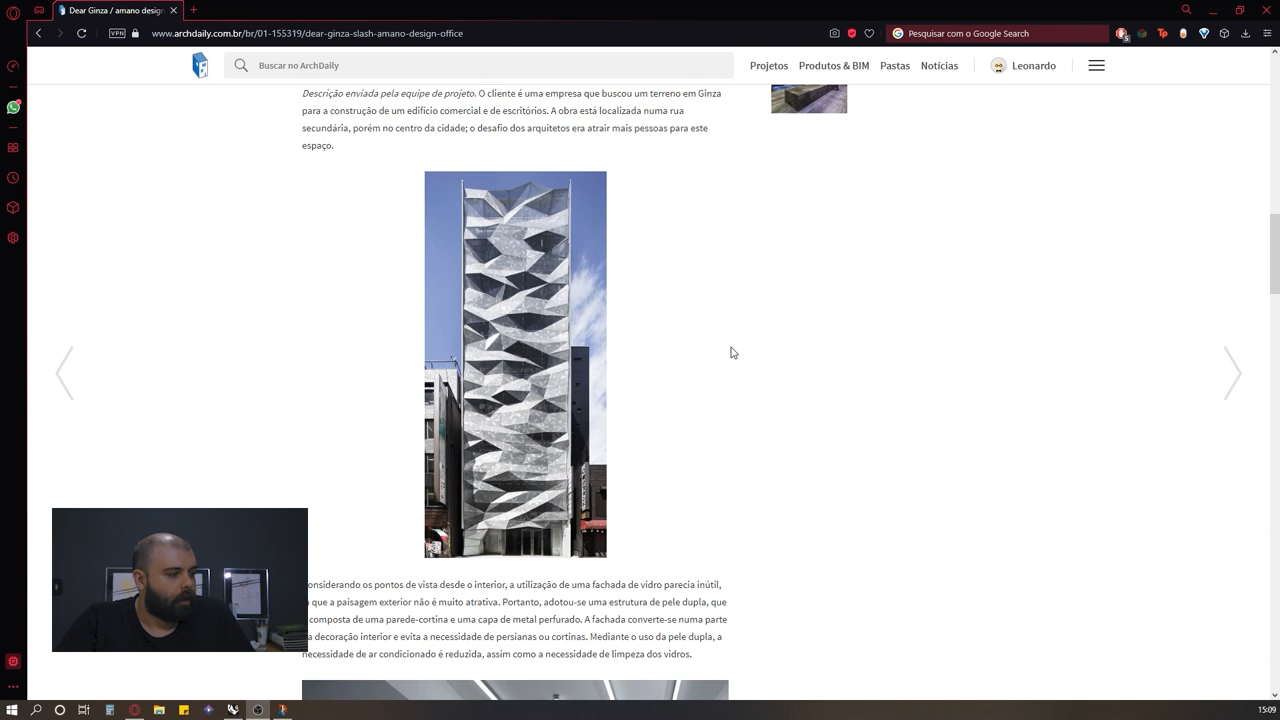 Dear Ginza / amano design
VPN
www.archdaily.com.br/br/01-155319/dear-ginza-slash-amano-design-office
Pesquisar com o Google Search
Buscar no ArchDaily
Projetos
Produtos & BIM
Pastas
Notícias
Leonardo
Descrição enviada pela equipe de projeto. O cliente é uma empresa que buscou um terreno em Ginza
para a construção de um edifício comercial e de escritórios. A obra está localizada numa rua
secundária, porém no centro da cidade; o desafio dos arquitetos era atrair mais pessoas para este
espaço.
onsiderando os pontos de vista desde o interior, a utilização de uma fachada de vidro parecia inútil,
que a paisagem exterior não é muito atrativa. Portanto, adotou-se uma estrutura de pele dupla, que
composta de uma parede-cortina e uma capa de metal perfurado. A fachada converte-se numa parte
a decoração interior e evita a necessidade de persianas ou cortinas. Mediante o uso da pele dupla, a
necessidade de ar condicionado é reduzida, assim como a necessidade de limpeza dos vidros.
15:09